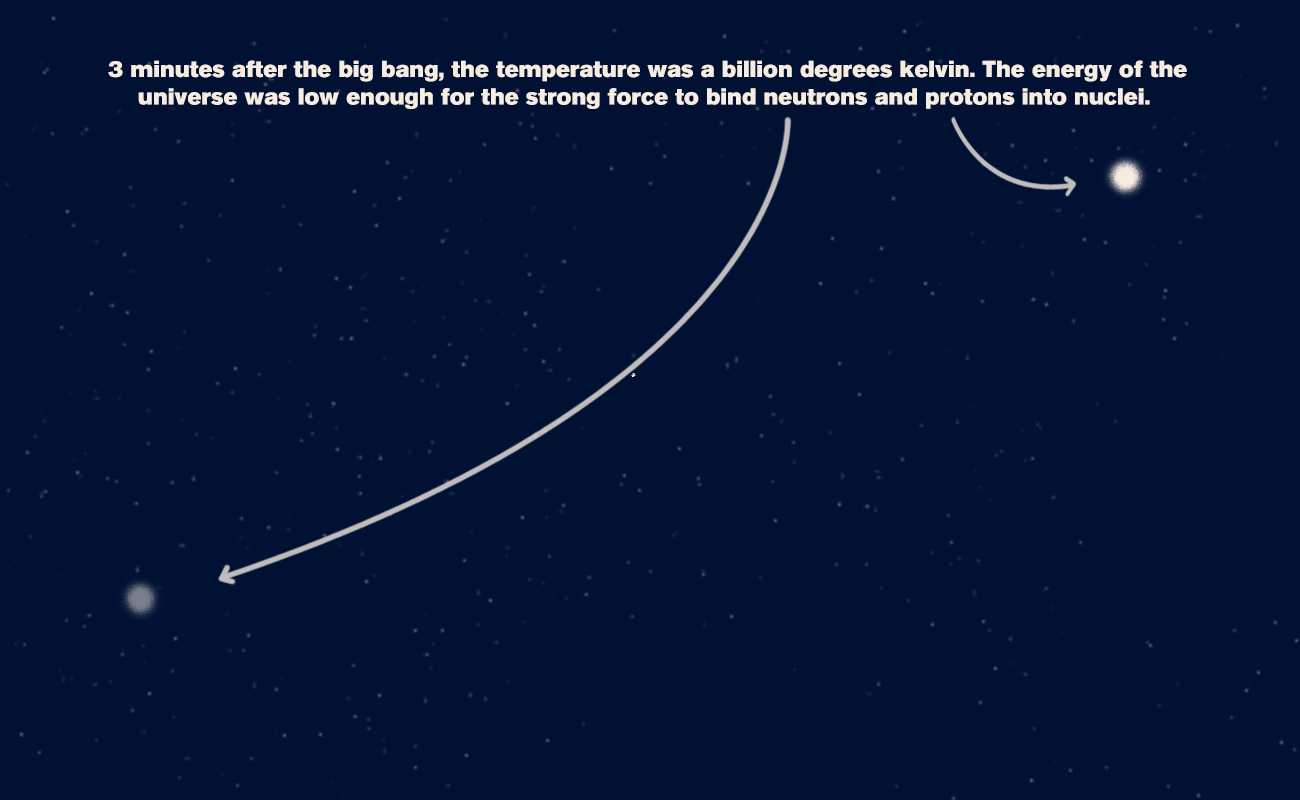 3 minutes after the big bang, the temperature was a billion degrees kelvin. The energy of the
universe was low enough for the strong force to bind neutrons and protons into nuclei.